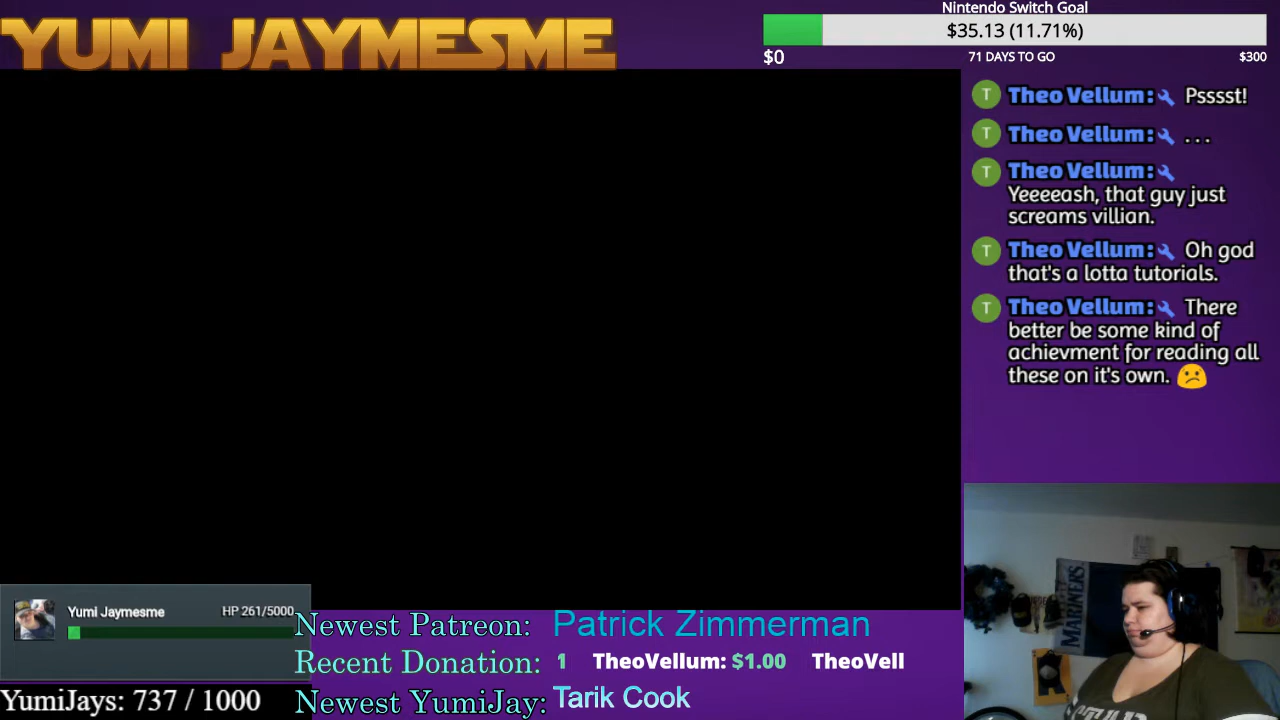 YUMI JAYMESME
Nintendo Switch Goal
$35.13 (11.71%)
$0
71 DAYS TO GO
$300
T Theo Vellum: Psssst!
T Theo Vellum: ...
T Theo Vellum:
Yeeeeash, that guy just
screams villian.
T Theo Vellum: Oh god
that's a lotta tutorials.
T Theo Vellum: There
better be some kind of
achievment for reading all
these on it's own.
MARINERS
Yumi Jaymesme HP 261/5000
Newest Patreon: Patrick Zimmerman
Recent Donation: 1 TheoVellum: $1.00 TheoVell
YumiJays: 737 / 1000
Newest YumiJay: Tarik Cook